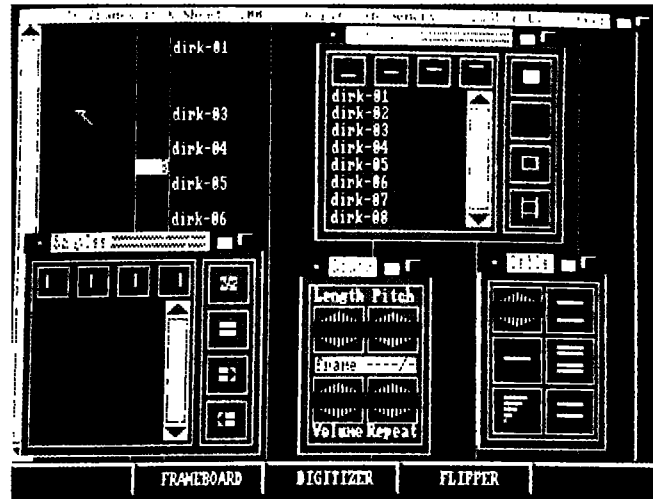 dirk-01
dirk-03
dirk-04
dirk-05
dirk-06
dirk-01
dirk-02
dirk-03
dirk-04
dirk-05
dirk-06
dirk-07
dirk-08
Length Pitch
Frame ----/-
Volume Repeat
FRAMEBOARD DIGITIZER FLIPPER